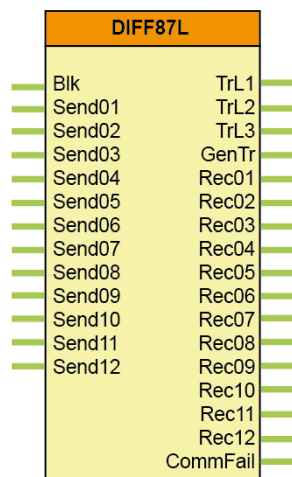 DIFF87L
Blk TrL1
Send01 TrL2
Send02 TrL3
Send03 GenTr
Send04 Rec01
Send05 Rec02
Send06 Rec03
Send07 Rec04
Send08 Rec05
Send09 Rec06
Send10 Rec07
Send11 Rec08
Send12 Rec09
Rec10
Rec11
Rec12
CommFail